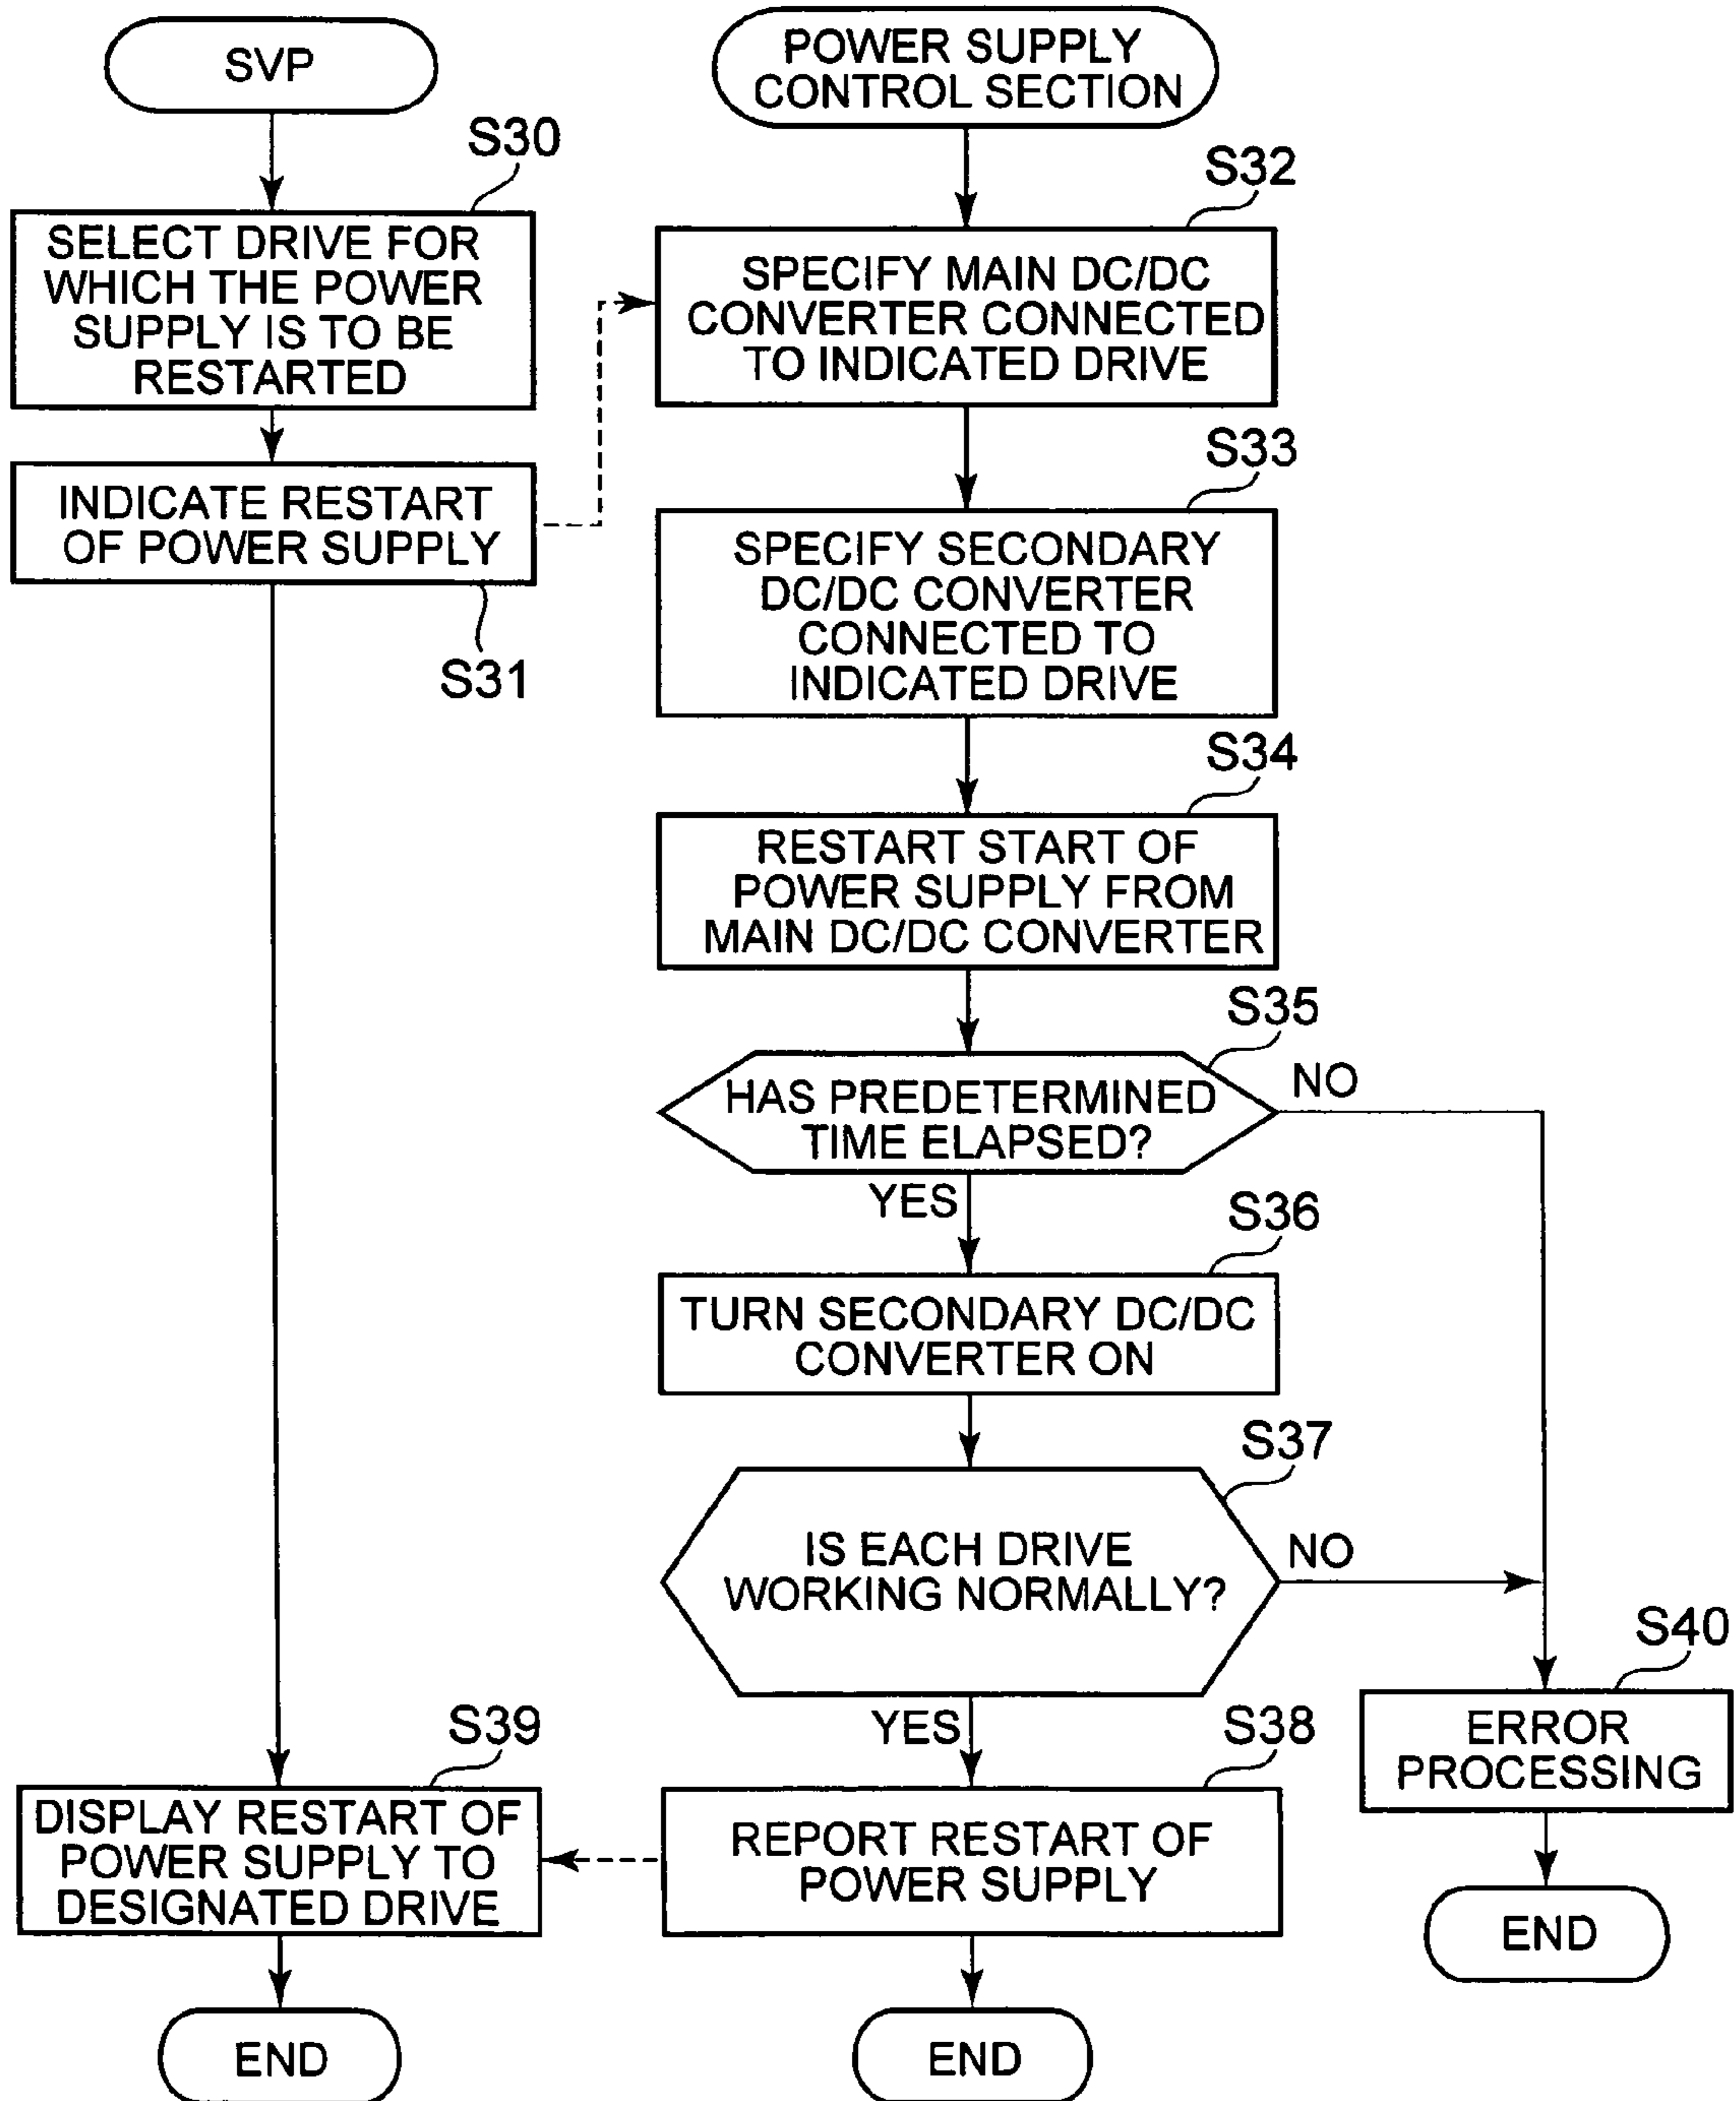 SVP
S30
SELECT DRIVE FOR
WHICH THE POWER
SUPPLY IS TO BE
RESTARTED
INDICATE RESTART
OF POWER SUPPLY
S31
POWER SUPPLY
CONTROL SECTION
S32
SPECIFY MAIN DC/DC
CONVERTER CONNECTED
TO INDICATED DRIVE
S33
SPECIFY SECONDARY
DC/DC CONVERTER
CONNECTED TO
INDICATED DRIVE
S34
RESTART START OF
POWER SUPPLY FROM
MAIN DC/DC CONVERTER
S35
HAS PREDETERMINED
TIME ELAPSED?
NO
YES
S36
TURN SECONDARY DC/DC
CONVERTER ON
S37
IS EACH DRIVE
WORKING NORMALLY?
NO
YES
S38
REPORT RESTART OF
POWER SUPPLY
END
S39
DISPLAY RESTART OF
POWER SUPPLY TO
DESIGNATED DRIVE
END
S40
ERROR
PROCESSING
END